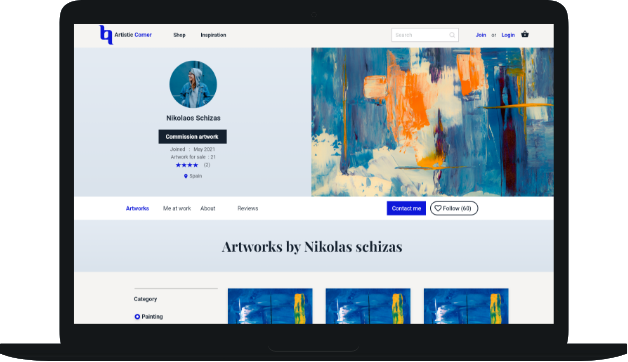 Artistic Corner
Shop
Inspiration
Search
Join or Login
Nikolaos Schizas
Commission artwork
Joined : May 2021
Artwork for sale : 21
(2)
Spain
Artworks
Me at work
About
Reviews
Contact me
Follow (60)
Artworks by Nikolas schizas
Category
Painting